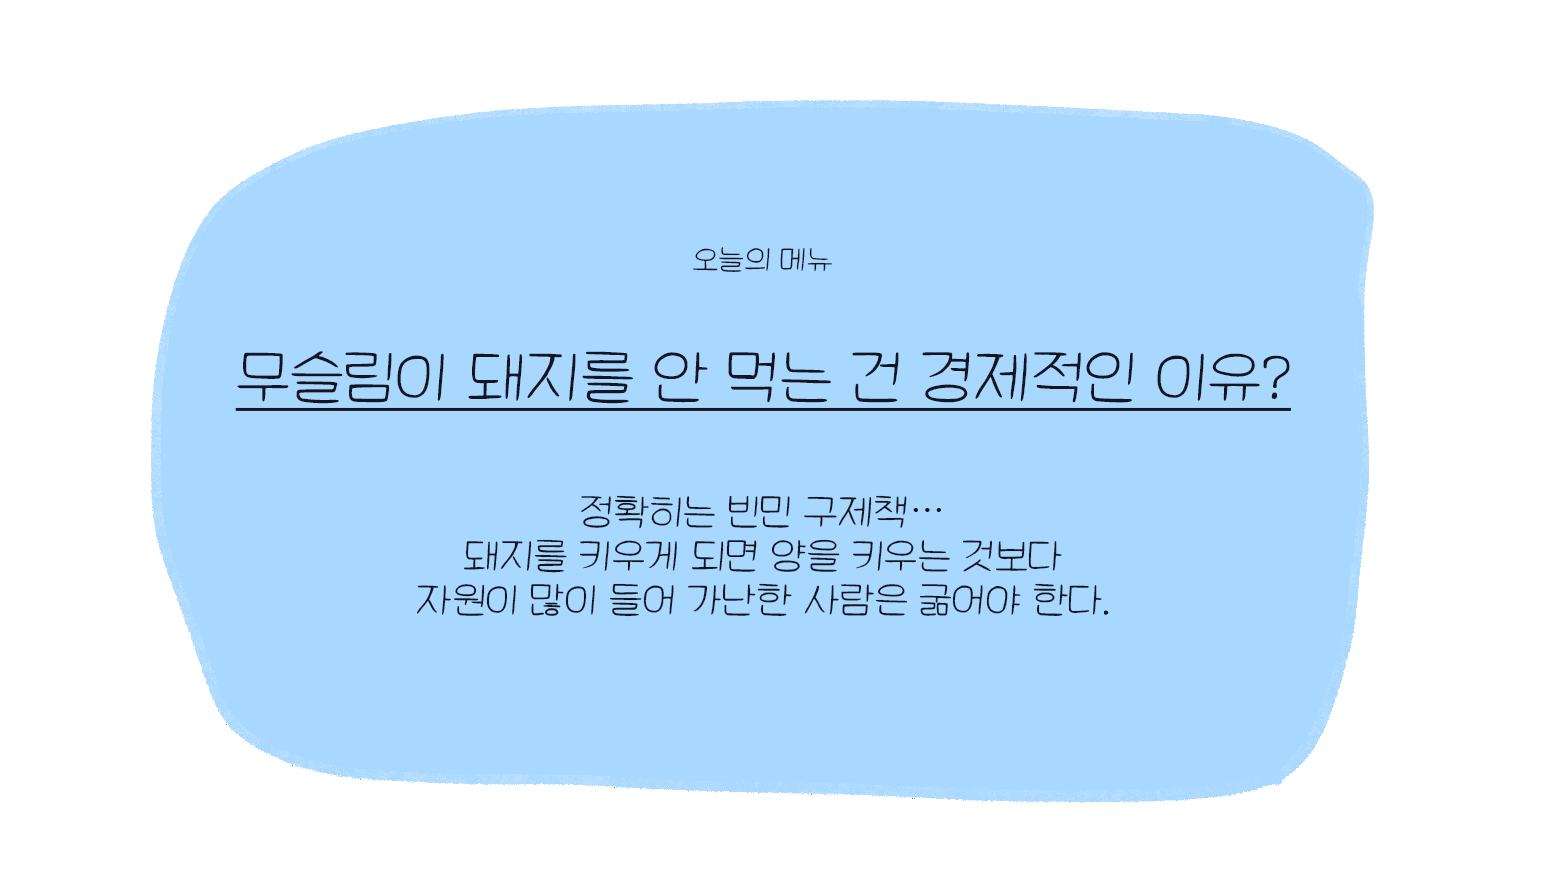 오늘의 메뉴
무슬림이 돼지를 안 먹는 건 경제적인 이유?
정확히는 빈민 구제책…
돼지를 키우게 되면 양을 키우는 것보다
자원이 많이 들어 가난한 사람은 굶어야 한다.